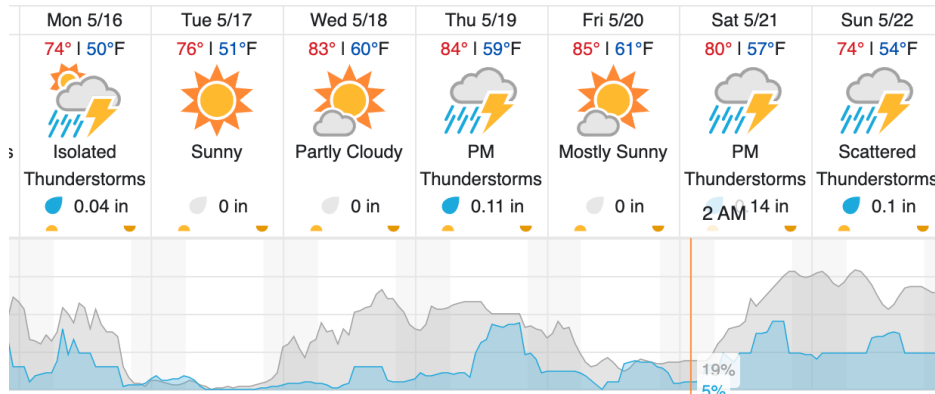 Mon 5/16 Tue 5/17 Wed 5/18 Thu 5/19 Fri 5/20 Sat 5/21 Sun 5/22
74° | 50°F 76° | 51°F 83° | 60°F 84° | 59°F 85° | 61°F 80° | 57°F 74° | 54°F
s Isolated Sunny Partly Cloudy PM Mostly Sunny PM Scattered
Thunderstorms Thunderstorms Thunderstorms Thunderstorms
0.04 in 0 in 0 in 0.11 in 0 in 0.14 in 0.1 in
2 AM
19%
5%